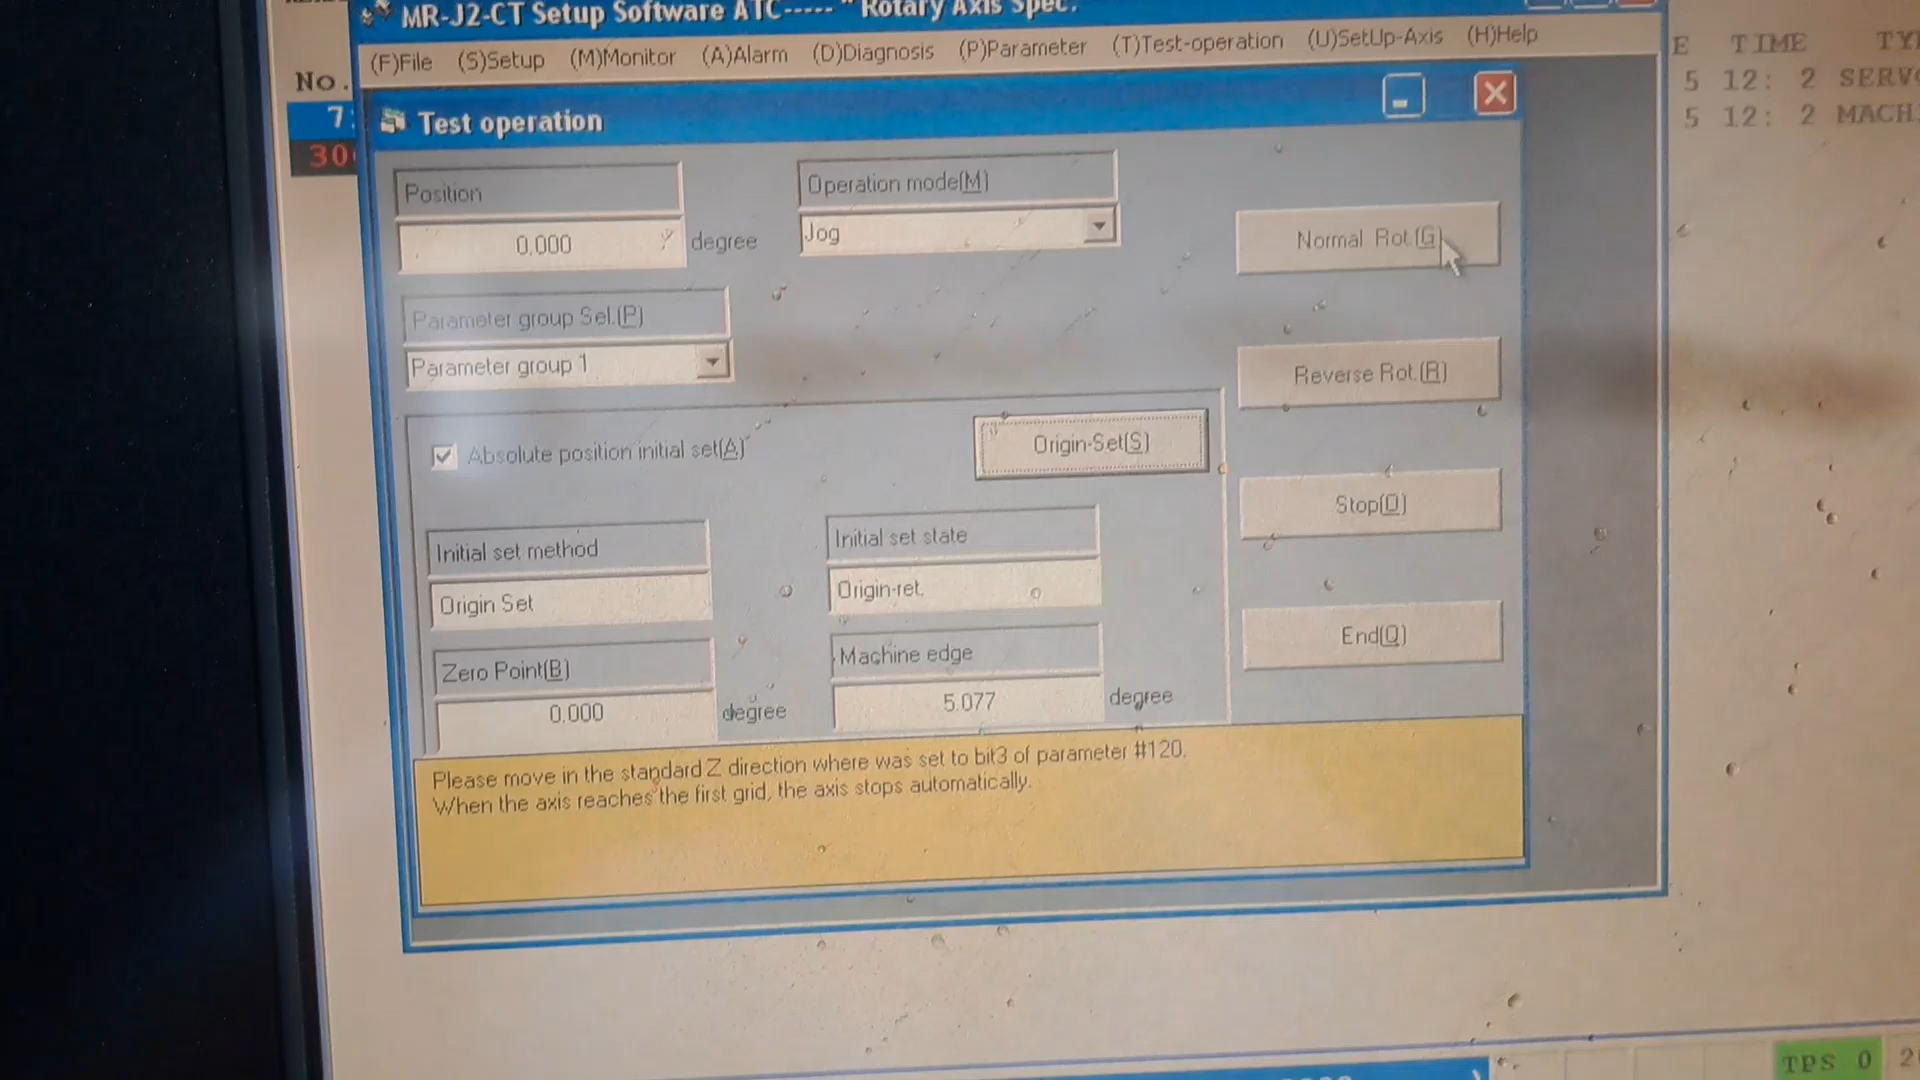 MR-J2-CT Setup Software ATC----- " Rotary Axis Spec.
(F)File (S)Setup (M)Monitor (A)Alarm (D)Diagnosis (P)Parameter (T)Test-operation (U)SetUp-Axis (H)Help
No.
E TIME
5 12: 2
5 12: 2
Test operation
Position
0.000 degree
Operation mode(M)
Jog
Normal Rot.(G)
Parameter group Sel.(P)
Parameter group 1
Reverse Rot.(R)
Absolute position initial set(A)
Origin-Set(S)
Stop(O)
Initial set method
Origin Set
Initial set state
Origin-ret.
End(Q)
Zero Point(B)
0.000 degree
Machine edge
5.077 degree
Please move in the standard Z direction where was set to bit3 of parameter #120.
When the axis reaches the first grid, the axis stops automatically.
TPS 0